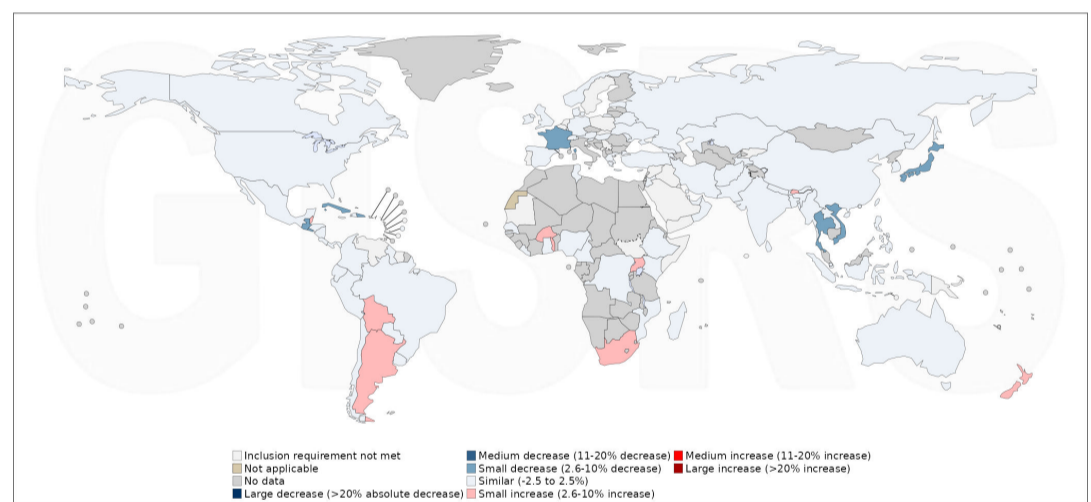 GISRS
Inclusion requirement not met
Not applicable
No data
Large decrease (>20% absolute decrease)
Medium decrease (11-20% decrease)
Small decrease (2.6-10% decrease)
Similar (-2.5 to 2.5%)
Small increase (2.6-10% increase)
Medium increase (11-20% increase)
Large increase (>20% increase)